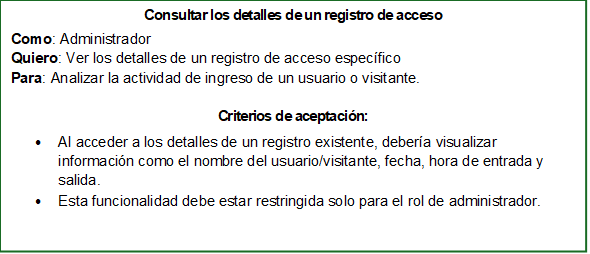 Consultar los detalles de un registro de acceso
Como: Administrador
Quiero: Ver los detalles de un registro de acceso específico
Para: Analizar la actividad de ingreso de un usuario o visitante.
Criterios de aceptación:
• Al acceder a los detalles de un registro existente, debería visualizar
información como el nombre del usuario/visitante, fecha, hora de entrada y
salida.
• Esta funcionalidad debe estar restringida solo para el rol de administrador.